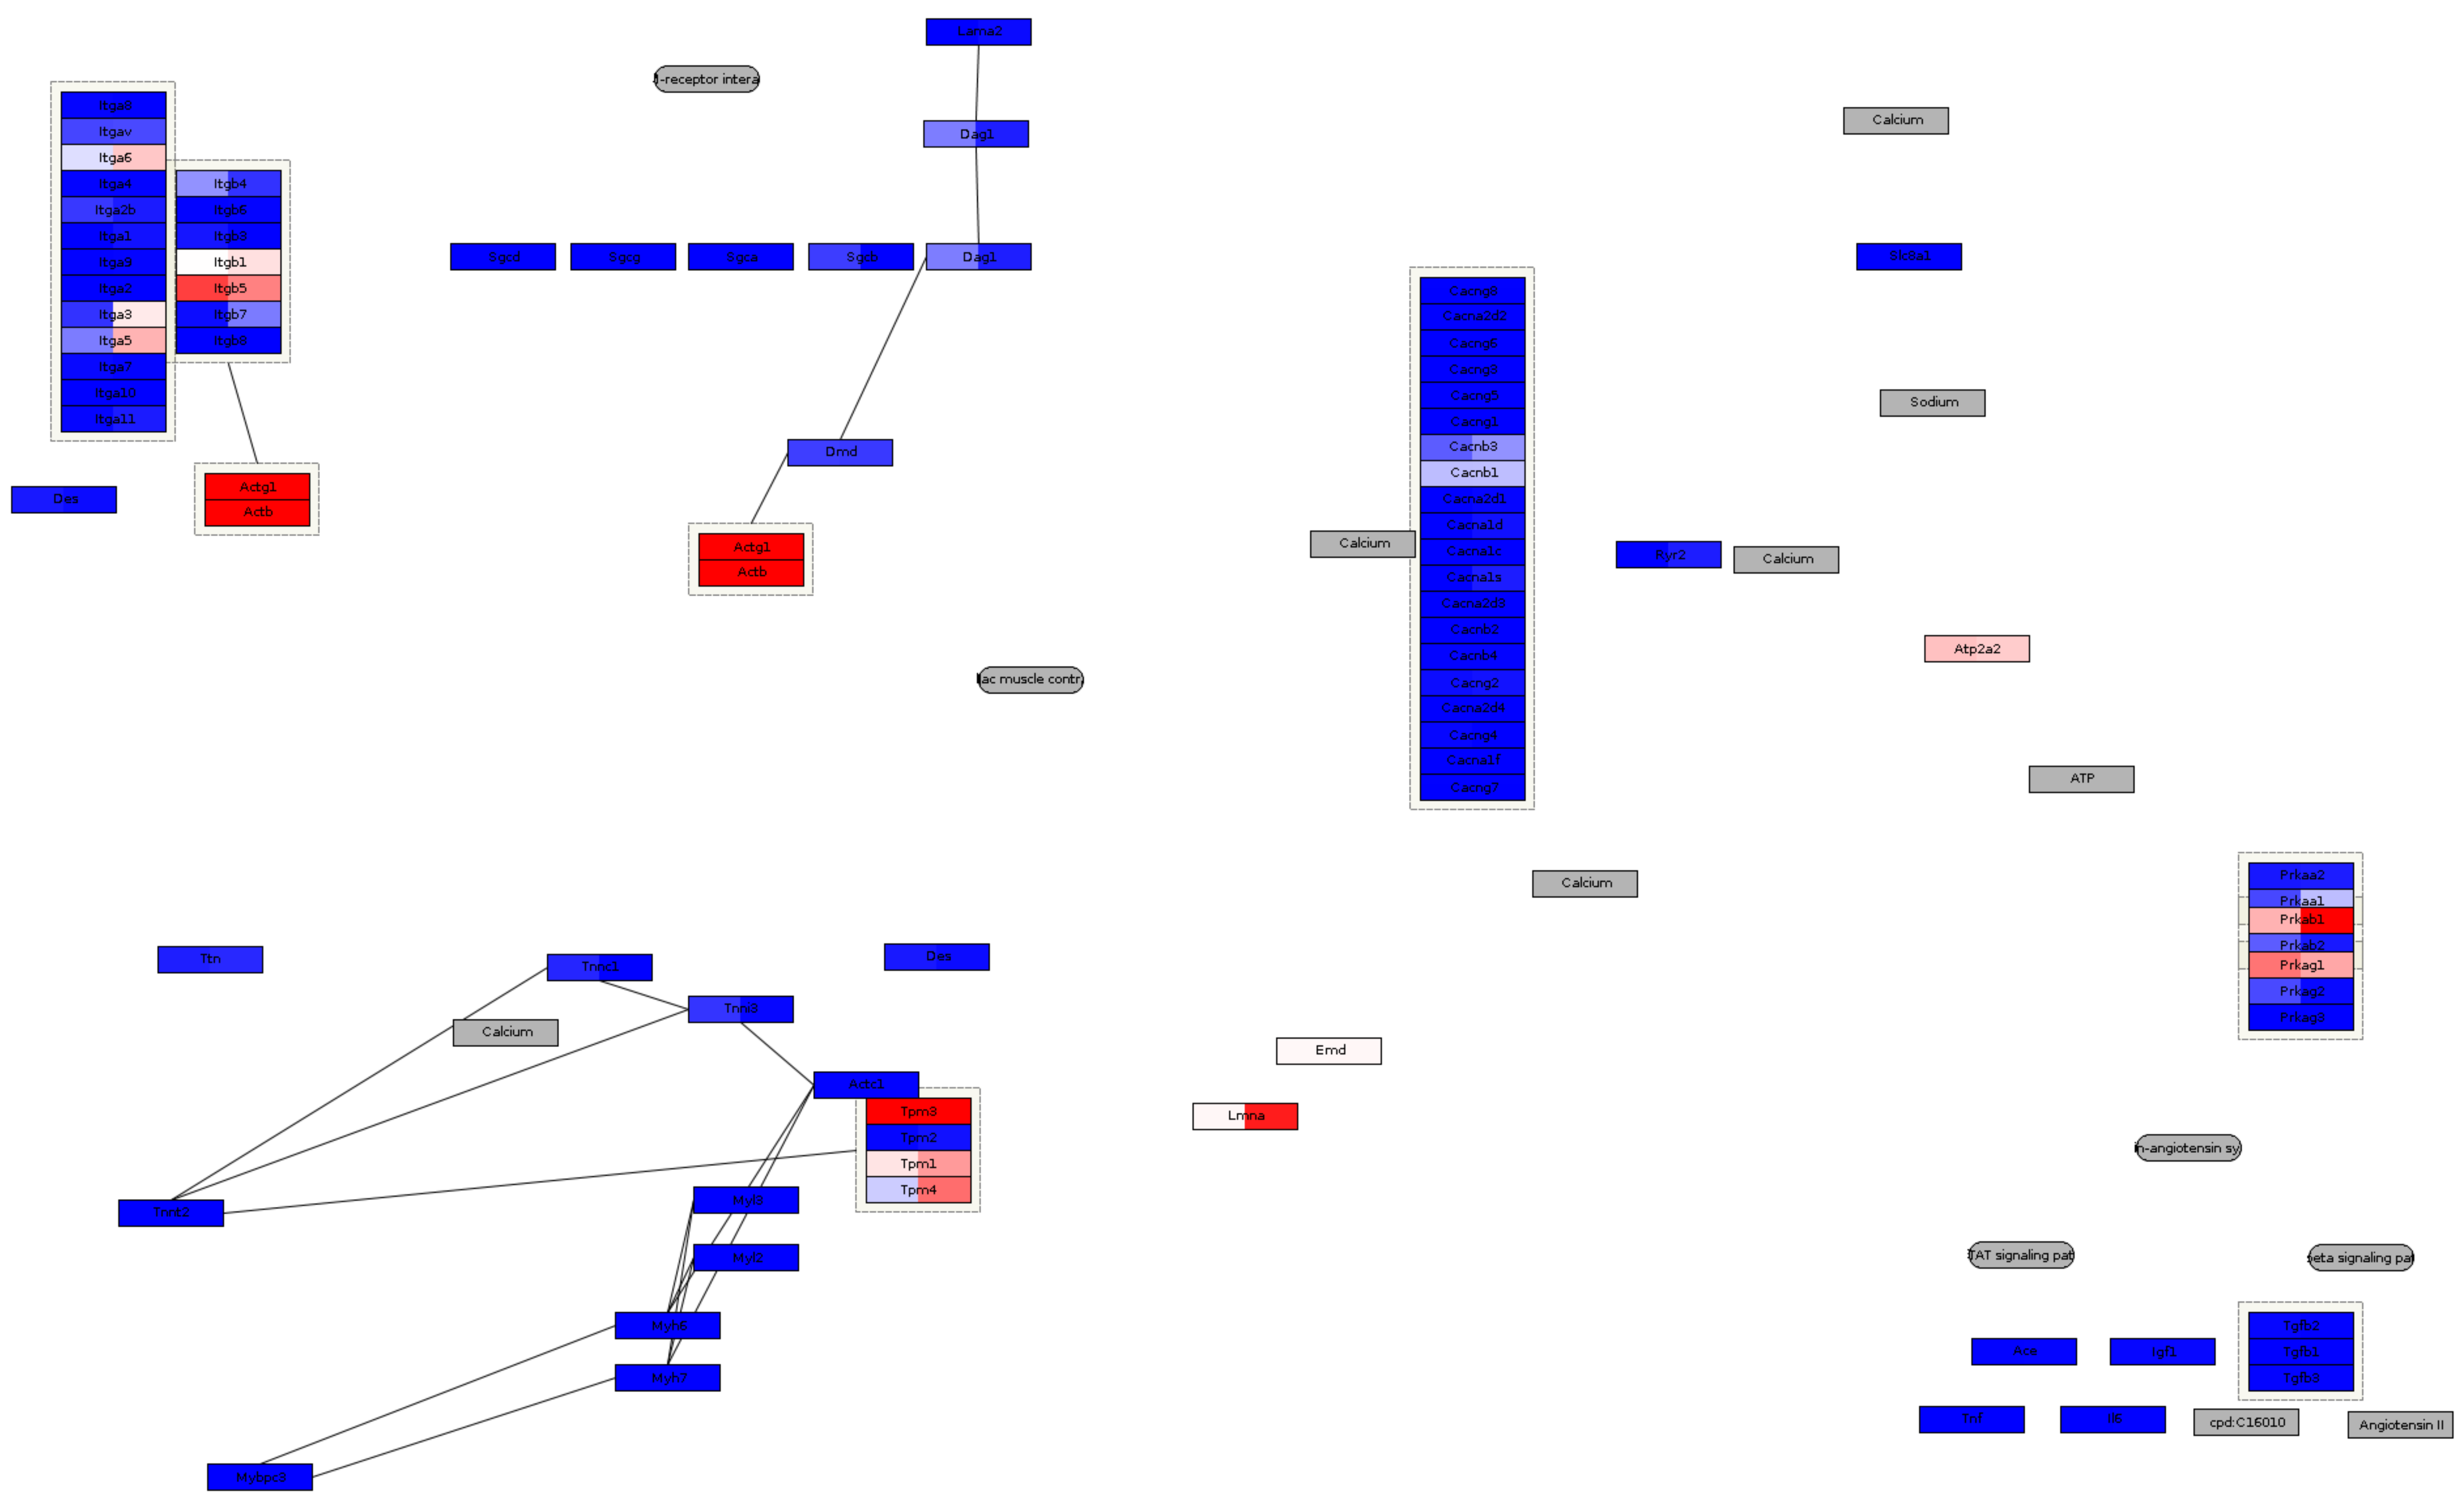 Lama2
-receptor intera
Itga8
Itgav
Itga6
Itga4
Itga2b
Itga1
Itga9
Itga2
Itga3
Itga5
Itga7
Itga10
Itga11
Itgb4
Itgb6
Itgb3
Itgb1
Itgb5
Itgb7
Itgb8
Dag1
Calcium
Sgcd
Sgcg
Sgca
Sgcb
Dag1
Slc8a1
Cacng8
Cacna2d2
Cacng6
Cacng3
Cacng5
Cacng1
Cacnb3
Cacnb1
Cacna2d1
Cacna1d
Cacna1c
Cacna1s
Cacna2d3
Cacnb2
Cacnb4
Cacng2
Cacna2d4
Cacng4
Cacna1f
Cacng7
Sodium
Dmd
Des
Actg1
Actb
Actg1
Actb
Calcium
Ryr2
Calcium
Atp2a2
ac muscle contr
ATP
Calcium
Prkaa2
Prkaa1
Prkab1
Prkab2
Prkag1
Prkag2
Prkag3
Ttn
Tnnc1
Des
Tnni3
Calcium
Emd
Actc1
Tpm3
Tpm2
Tpm1
Tpm4
Lmna
n-angiotensin sy
Tnnt2
Myl3
Myl2
TAT signaling pat
beta signaling pat
Myh6
Myh7
Ace
Igf1
Tgfb2
Tgfb1
Tgfb3
Tnf
Il6
cpd:C16010
Angiotensin II
Mybpc3